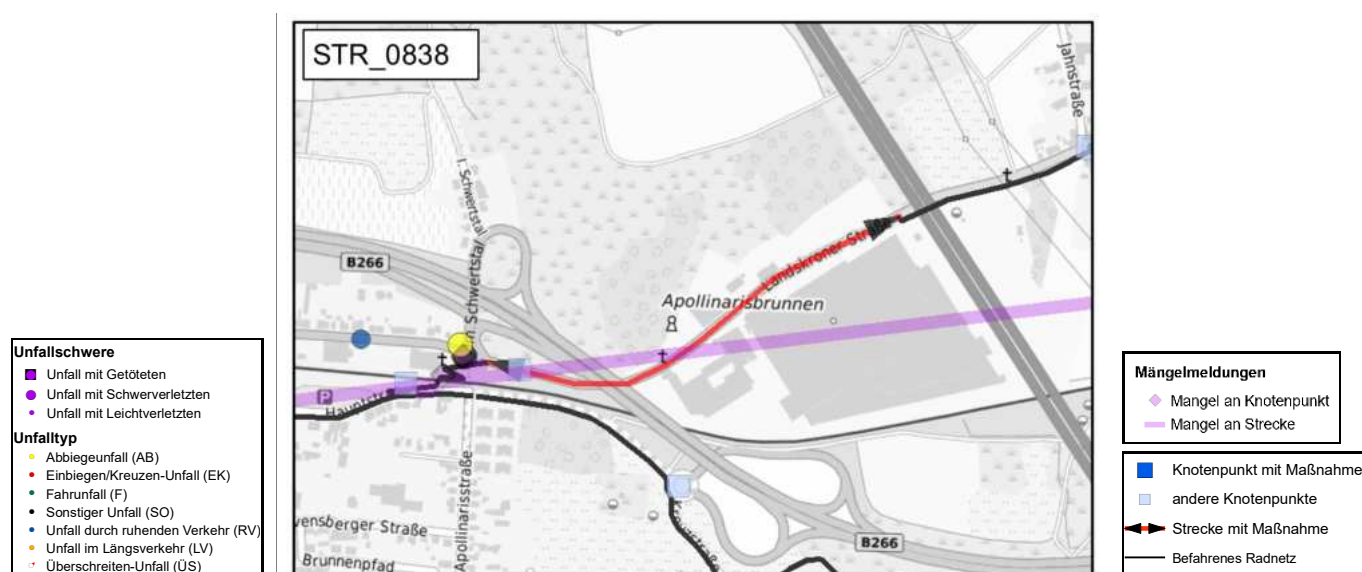 STR_0838
Jahnstraße
I. Schwertstal
Schwertstal
B266
Landskroner Straße
Apollinarisbrunnen
P
Hauptstr
Apollinarisstraße
vensberger Straße
Brunnenpfad
B266
Unfallschwere
Unfall mit Getöteten
Unfall mit Schwerverletzten
Unfall mit Leichtverletzten
Unfalltyp
Abbiegeunfall (AB)
Einbiegen/Kreuzen-Unfall (EK)
Fahrunfall (F)
Sonstiger Unfall (SO)
Unfall durch ruhenden Verkehr (RV)
Unfall im Längsverkehr (LV)
Überschreiten-Unfall (ÜS)
Mängelmeldungen
Mangel an Knotenpunkt
Mangel an Strecke
Knotenpunkt mit Maßnahme
andere Knotenpunkte
Strecke mit Maßnahme
Befahrenes Radnetz